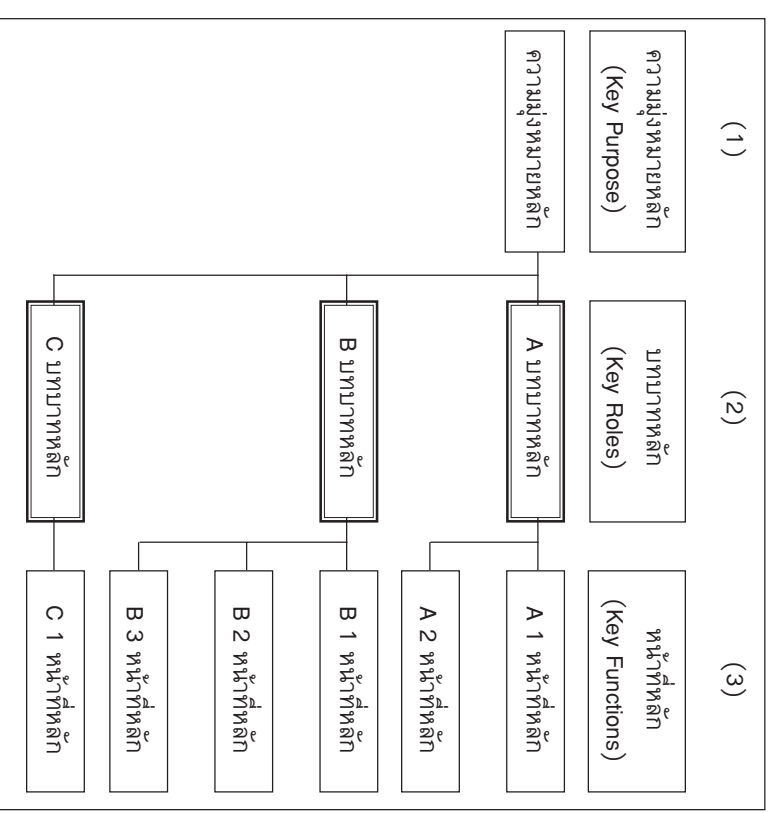 (1)
(2)
(3)
ความมุ่งหมายหลัก
(Key Purpose)
บทบาทหลัก
(Key Roles)
หน้าที่หลัก
(Key Functions)
ความมุ่งหมายหลัก
A บทบาทหลัก
A 1 หน้าที่หลัก
A 2 หน้าที่หลัก
B บทบาทหลัก
B 1 หน้าที่หลัก
B 2 หน้าที่หลัก
B 3 หน้าที่หลัก
C บทบาทหลัก
C 1 หน้าที่หลัก